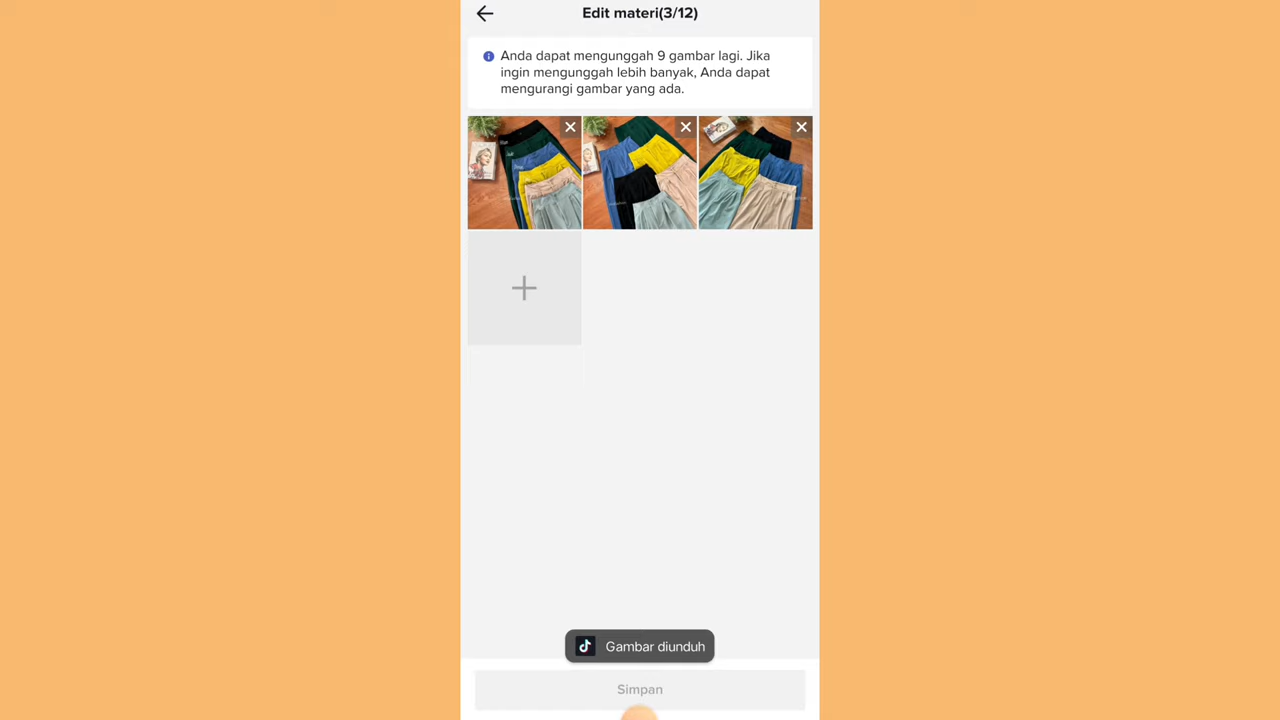 Edit materi(3/12)
Anda dapat mengunggah 9 gambar lagi. Jika
ingin mengunggah lebih banyak, Anda dapat
mengurangi gambar yang ada.
Gambar diunduh
Simpan